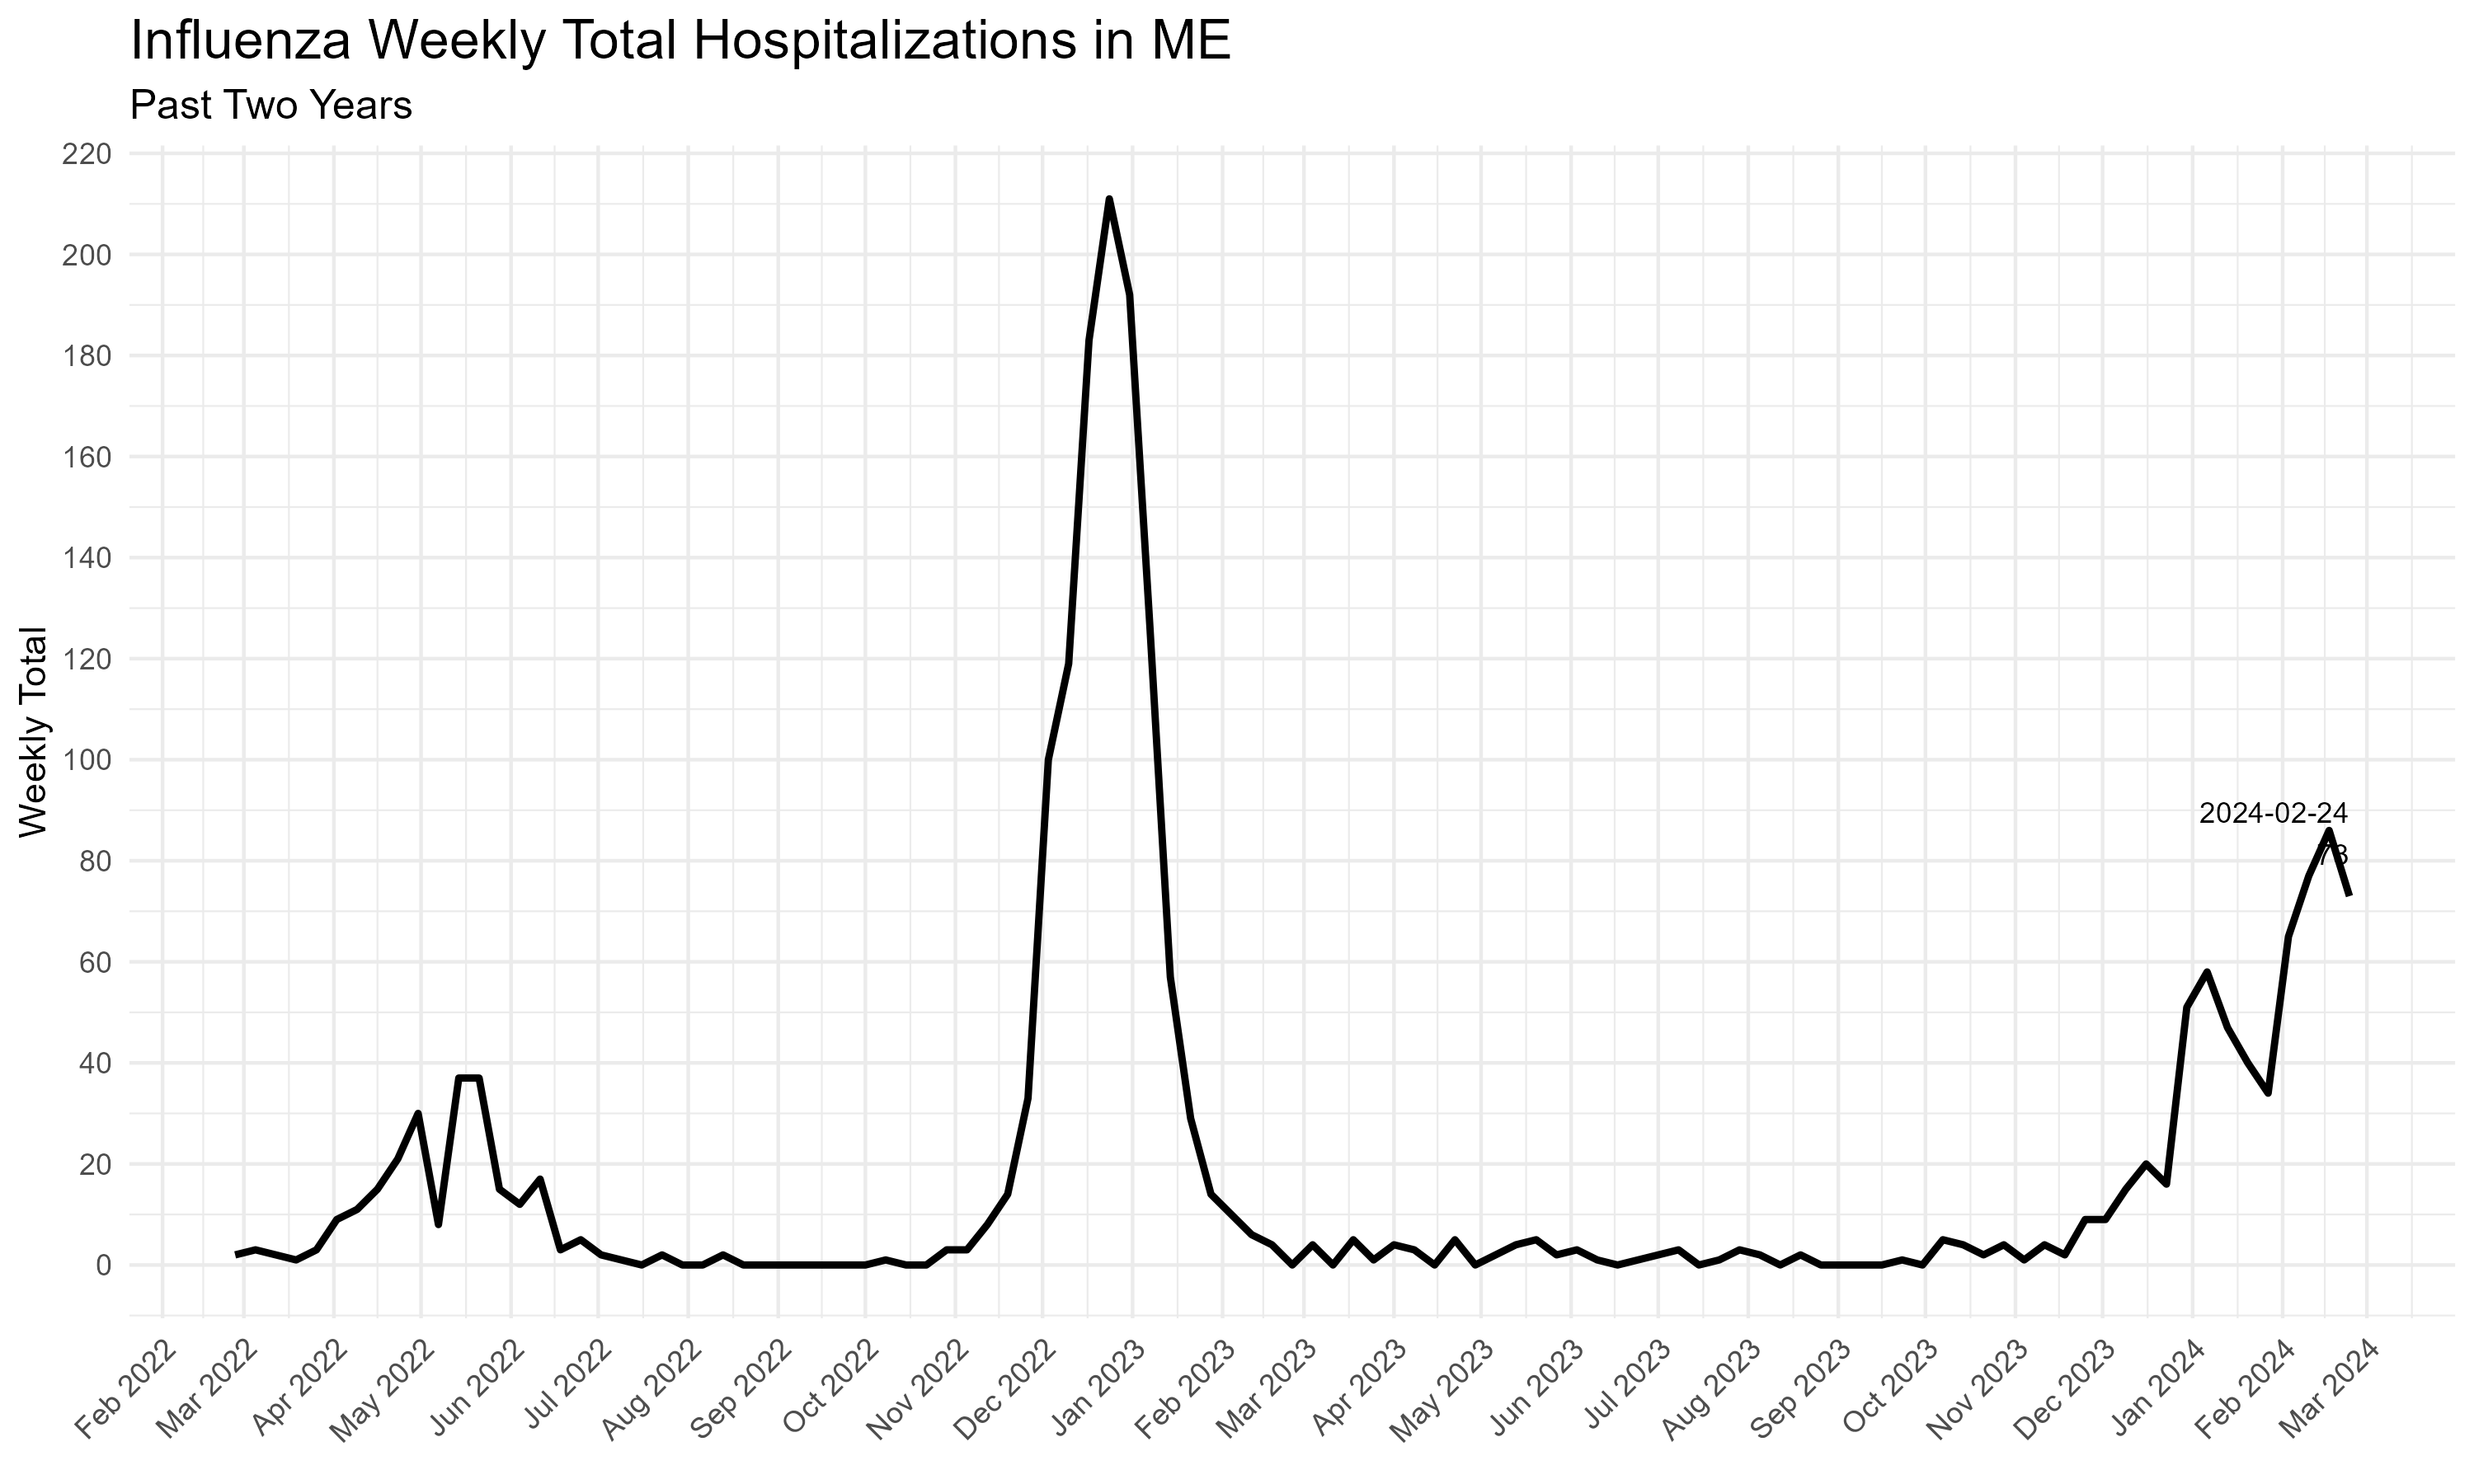 Influenza Weekly Total Hospitalizations in ME
Past Two Years
Weekly Total
220
200
180
160
140
120
100
80
60
40
20
0
2024-02-24
73
Feb 2022
Mar 2022
Apr 2022
May 2022
Jun 2022
Jul 2022
Aug 2022
Sep 2022
Oct 2022
Nov 2022
Dec 2022
Jan 2023
Feb 2023
Mar 2023
Apr 2023
May 2023
Jun 2023
Jul 2023
Aug 2023
Sep 2023
Oct 2023
Nov 2023
Dec 2023
Jan 2024
Feb 2024
Mar 2024